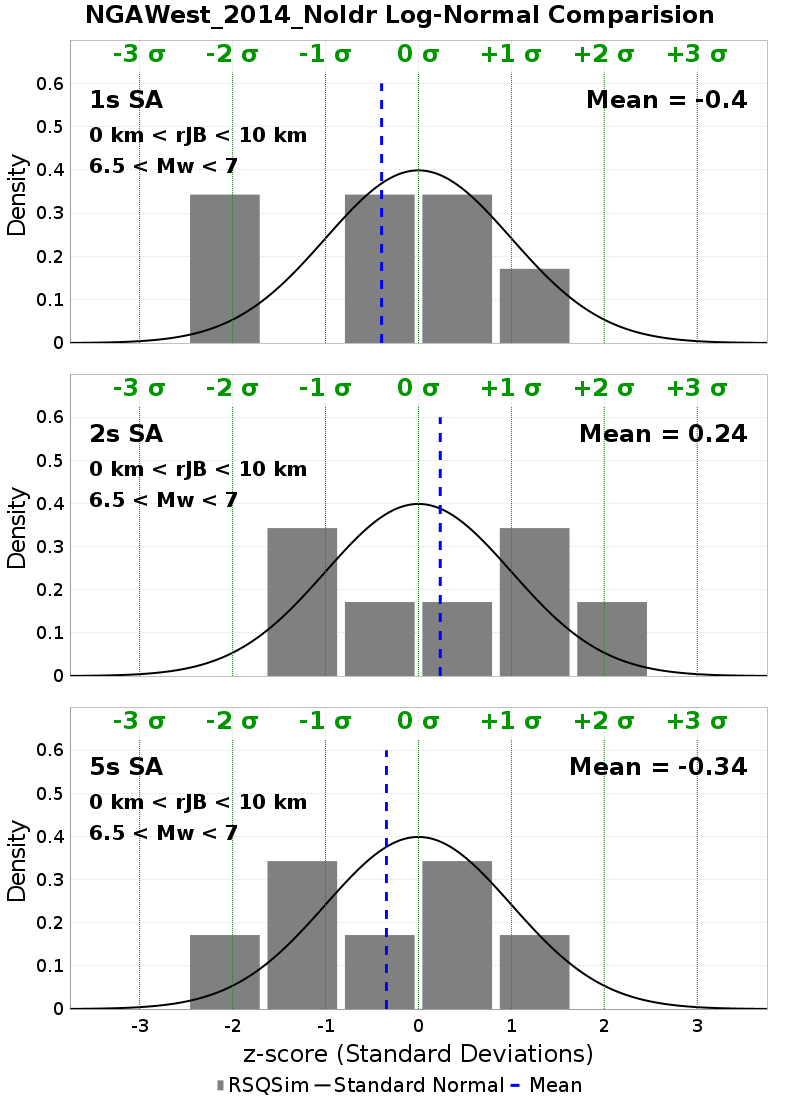 NGAWest_2014_NoIdr Log-Normal Comparision
-3 σ -2 σ -1 σ 0 σ +1 σ +2 σ +3 σ
1s SA
Mean = -0.4
0 km < rJB < 10 km
6.5 < Mw < 7
Density
0.6
0.5
0.4
0.3
0.2
0.1
0
-3 σ -2 σ -1 σ 0 σ +1 σ +2 σ +3 σ
2s SA
Mean = 0.24
0 km < rJB < 10 km
6.5 < Mw < 7
Density
0.6
0.5
0.4
0.3
0.2
0.1
0
-3 σ -2 σ -1 σ 0 σ +1 σ +2 σ +3 σ
5s SA
Mean = -0.34
0 km < rJB < 10 km
6.5 < Mw < 7
Density
0.6
0.5
0.4
0.3
0.2
0.1
0
-3 -2 -1 0 1 2 3
z-score (Standard Deviations)
RSQSim Standard Normal Mean